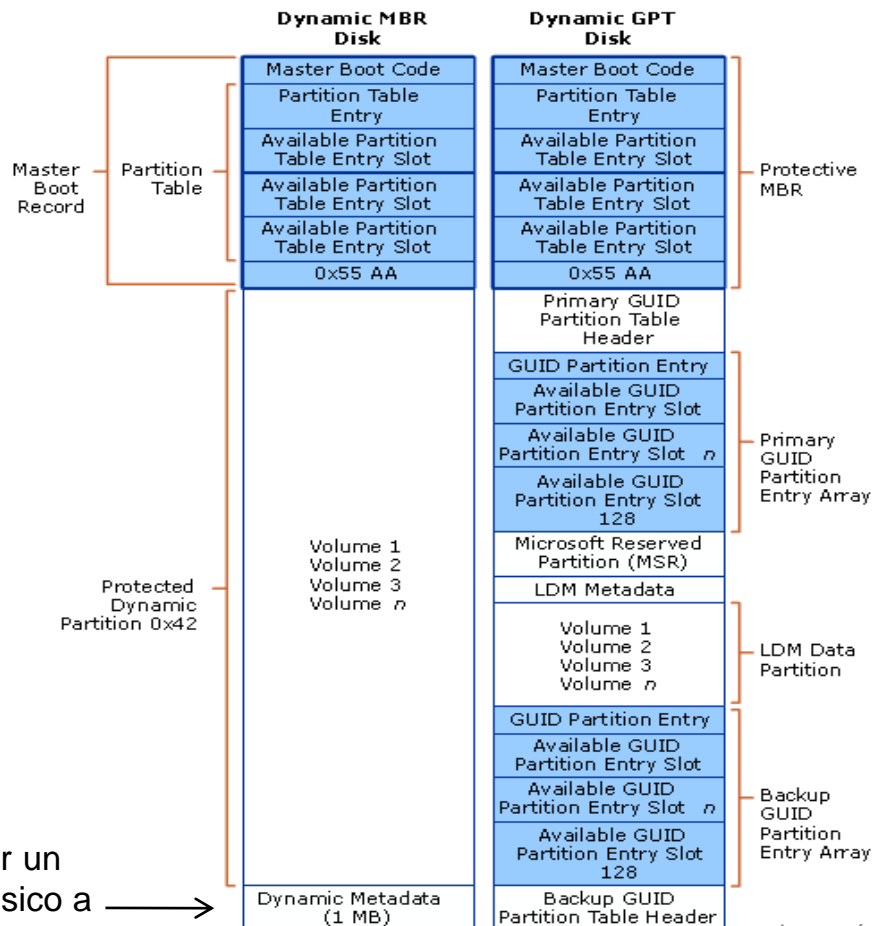 Dynamic MBR
Disk
Dynamic GPT
Disk
Master Boot Code
Partition Table
Entry
Available Partition
Table Entry Slot
Available Partition
Table Entry Slot
Available Partition
Table Entry Slot
0x55 AA
Master
Boot
Record
Partition
Table
Volume 1
Volume 2
Volume 3
Volume n
Protected
Dynamic
Partition 0x42
Dynamic Metadata
(1 MB)
Master Boot Code
Partition Table
Entry
Available Partition
Table Entry Slot
Available Partition
Table Entry Slot
Available Partition
Table Entry Slot
0x55 AA
Protective
MBR
Primary GUID
Partition Table
Header
GUID Partition Entry
Available GUID
Partition Entry Slot
Available GUID
Partition Entry Slot n
Available GUID
Partition Entry Slot
128
Primary
GUID
Partition
Entry Array
Microsoft Reserved
Partition (MSR)
LDM Metadata
Volume 1
Volume 2
Volume 3
Volume n
LDM Data
Partition
GUID Partition Entry
Available GUID
Partition Entry Slot
Available GUID
Partition Entry Slot n
Available GUID
Partition Entry Slot
128
Backup
GUID
Partition
Entry Array
Backup GUID
Partition Table Header
r un
sico a